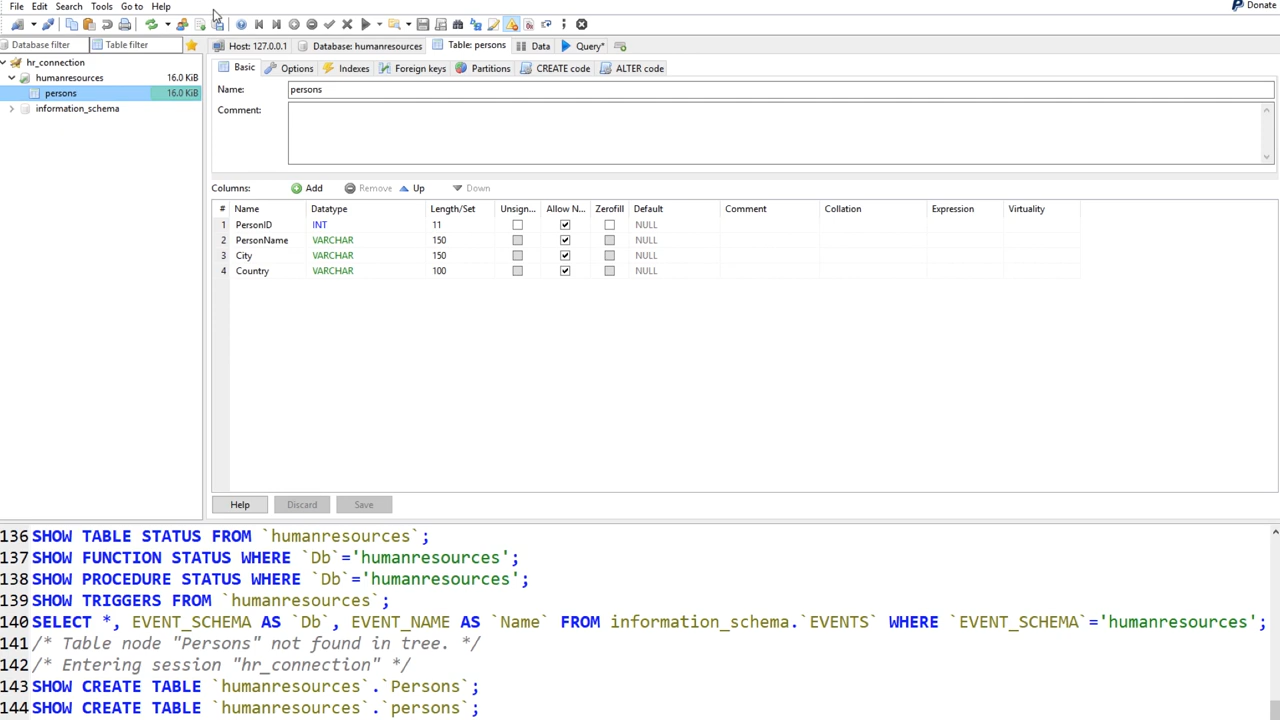 File Edit Search Tools Go to Help
Donate
Database filter Table filter Host: 127.0.0.1 Database: humanresources Table: persons Data Query*
hr_connection
humanresources 16.0 KiB
persons 16.0 KiB
information_schema
Basic Options Indexes Foreign keys Partitions CREATE code ALTER code
Name: persons
Comment:
Columns: Add Remove Up Down
# Name Datatype Length/Set Unsign... Allow N... Zerofill Default Comment Collation Expression Virtuality
1 PersonID INT 11 NULL
2 PersonName VARCHAR 150 NULL
3 City VARCHAR 150 NULL
4 Country VARCHAR 100 NULL
Help Discard Save
136 SHOW TABLE STATUS FROM `humanresources`;
137 SHOW FUNCTION STATUS WHERE `Db`='humanresources';
138 SHOW PROCEDURE STATUS WHERE `Db`='humanresources';
139 SHOW TRIGGERS FROM `humanresources`;
140 SELECT *, EVENT_SCHEMA AS `Db`, EVENT_NAME AS `Name` FROM information_schema.`EVENTS` WHERE `EVENT_SCHEMA`='humanresources';
141 /* Table node "Persons" not found in tree. */
142 /* Entering session "hr_connection" */
143 SHOW CREATE TABLE `humanresources`.`Persons`;
144 SHOW CREATE TABLE `humanresources`.`persons`;